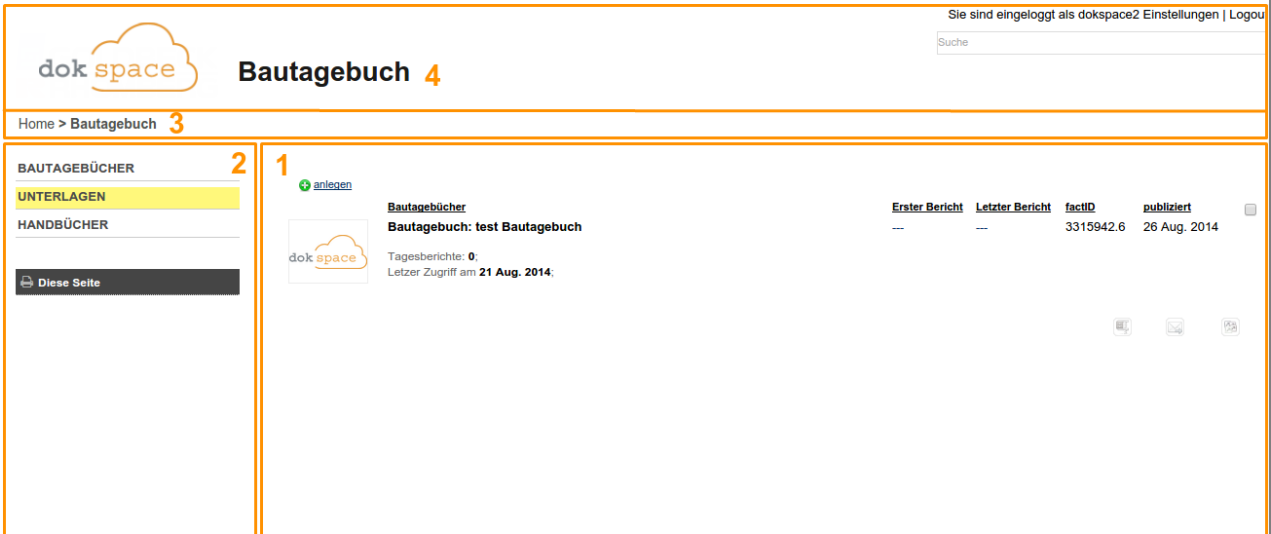 Sie sind eingeloggt als dokspace2 Einstellungen | Logou
Suche
dok space
Bautagebuch 4
Home > Bautagebuch 3
2
BAUTAGEBÜCHER
UNTERLAGEN
HANDBÜCHER
Diese Seite
1
anlegen
Bautagebücher Erster Bericht Letzter Bericht factID publiziert
Bautagebuch: test Bautagebuch --- --- 3315942.6 26 Aug. 2014
dok space
Tagesberichte: 0;
Letzer Zugriff am 21 Aug. 2014;